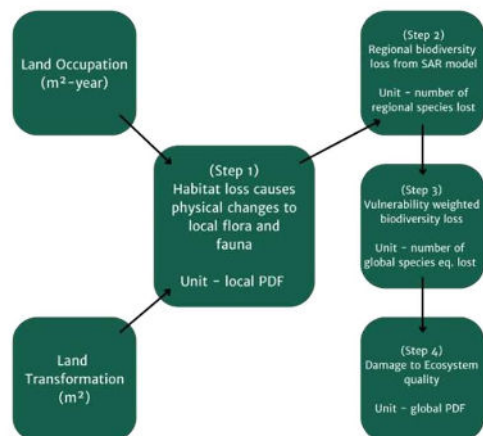 Land Occupation
(m²-year)
(Step 1)
Habitat loss causes
physical changes to
local flora and
fauna
Unit - local PDF
Land
Transformation
(m²)
(Step 2)
Regional biodiversity
loss from SAR model
Unit - number of
regional species lost
(Step 3)
Vulnerability weighted
biodiversity loss
Unit - number of
global species eq. lost
(Step 4)
Damage to Ecosystem
quality
Unit - global PDF